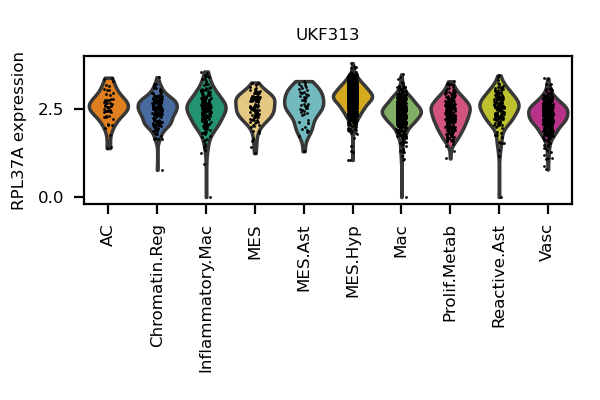 UKF313
RPL37A expression
2.5
0.0
AC
Chromatin.Reg
Inflammatory.Mac
MES
MES.Ast
MES.Hyp
Mac
Prolif.Metab
Reactive.Ast
Vasc